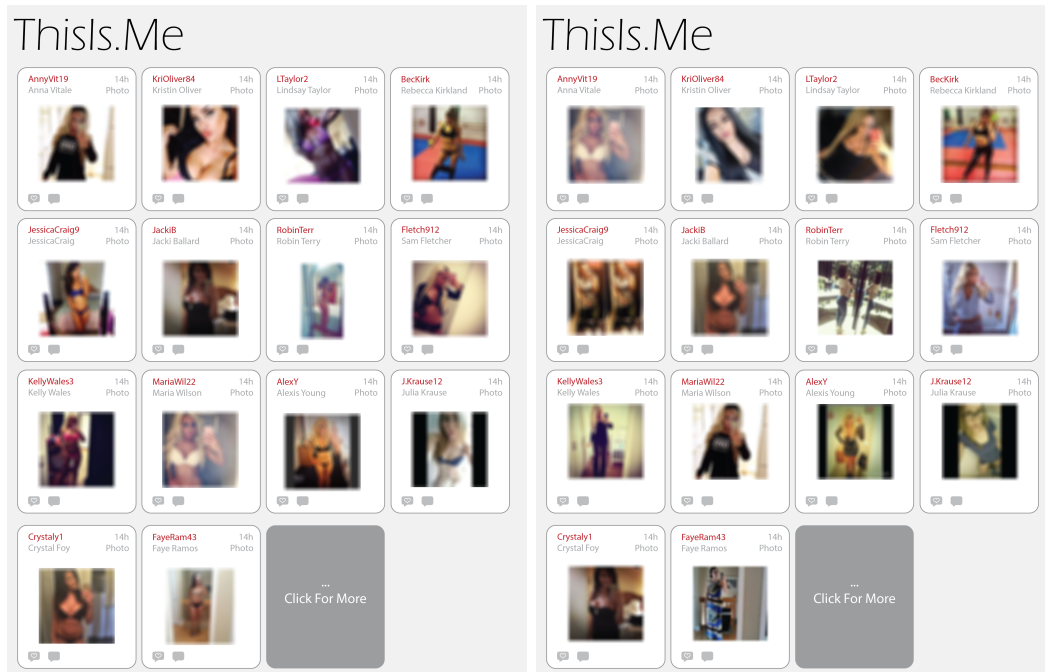 ThisIs.Me
AnnyVit19 14h
Anna Vitale Photo
KriOliver84 14h
Kristin Oliver Photo
LTaylor2 14h
Lindsay Taylor Photo
BecKirk 14h
Rebecca Kirkland Photo
JessicaCraig9 14h
JessicaCraig Photo
JackiB 14h
Jacki Ballard Photo
RobinTerr 14h
Robin Terry Photo
Fletch912 14h
Sam Fletcher Photo
KellyWales3 14h
Kelly Wales Photo
MariaWil22 14h
Maria Wilson Photo
AlexY 14h
Alexis Young Photo
J.Krause12 14h
Julia Krause Photo
Crystaly1 14h
Crystal Foy Photo
FayeRam43 14h
Faye Ramos Photo
...
Click For More
ThisIs.Me
AnnyVit19 14h
Anna Vitale Photo
KriOliver84 14h
Kristin Oliver Photo
LTaylor2 14h
Lindsay Taylor Photo
BecKirk 14h
Rebecca Kirkland Photo
JessicaCraig9 14h
JessicaCraig Photo
JackiB 14h
Jacki Ballard Photo
RobinTerr 14h
Robin Terry Photo
Fletch912 14h
Sam Fletcher Photo
KellyWales3 14h
Kelly Wales Photo
MariaWil22 14h
Maria Wilson Photo
AlexY 14h
Alexis Young Photo
J.Krause12 14h
Julia Krause Photo
Crystaly1 14h
Crystal Foy Photo
FayeRam43 14h
Faye Ramos Photo
...
Click For More